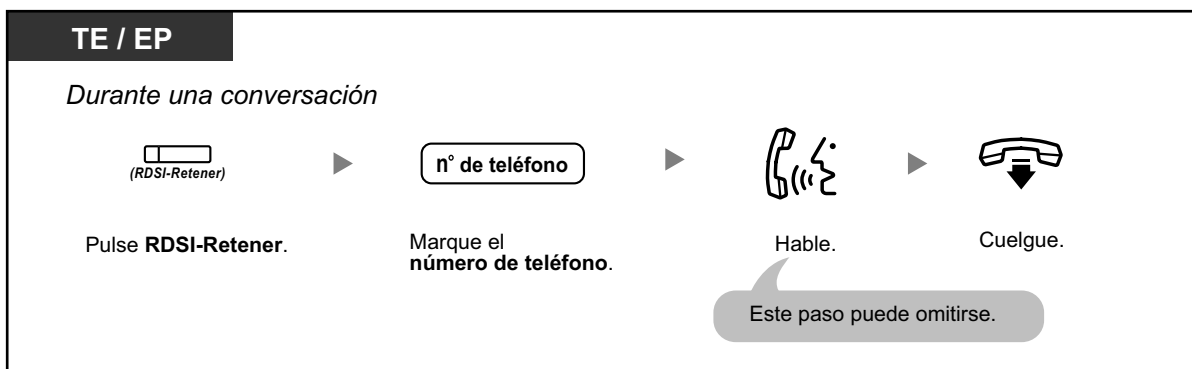 TE / EP
Durante una conversación
(RDSI-Retener)
n° de teléfono
Pulse RDSI-Retener.
Marque el
número de teléfono.
Hable.
Cuelgue.
Este paso puede omitirse.